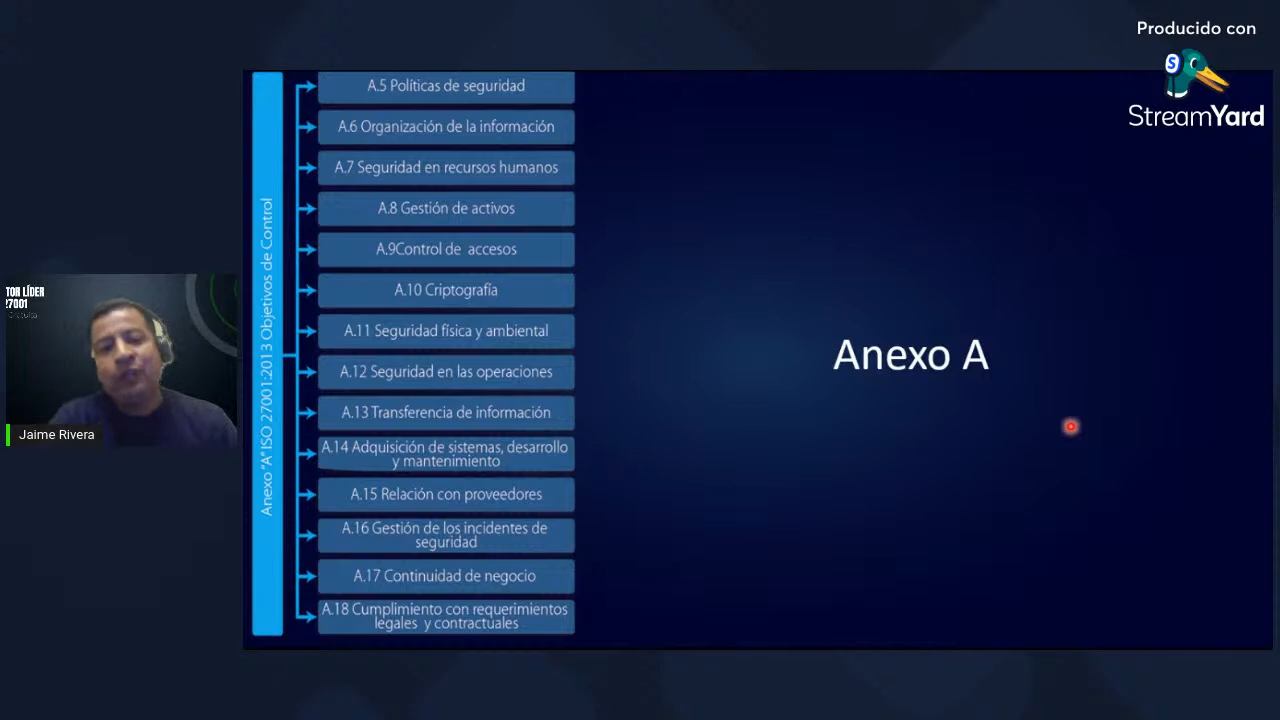 Producido con
StreamYard
TOR LÍDER
27001
Gratuita
Jaime Rivera
Anexo "A" ISO 27001:2013 Objetivos de Control
A.5 Políticas de seguridad
A.6 Organización de la información
A.7 Seguridad en recursos humanos
A.8 Gestión de activos
A.9Control de accesos
A.10 Criptografía
A.11 Seguridad física y ambiental
A.12 Seguridad en las operaciones
A.13 Transferencia de información
A.14 Adquisición de sistemas, desarrollo
y mantenimiento
A.15 Relación con proveedores
A.16 Gestión de los incidentes de
seguridad
A.17 Continuidad de negocio
A.18 Cumplimiento con requerimientos
legales y contractuales
Anexo A